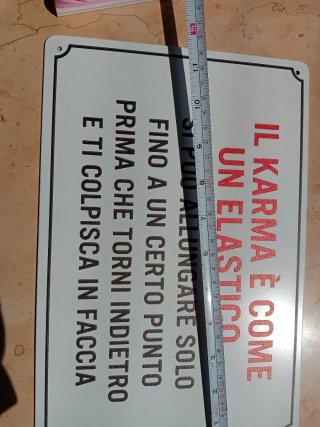 IL KARMA È COME
UN ELASTICO
SI PUÒ ALLUNGARE SOLO
FINO A UN CERTO PUNTO
PRIMA CHE TORNI INDIETRO
E TI COLPISCA IN FACCIA